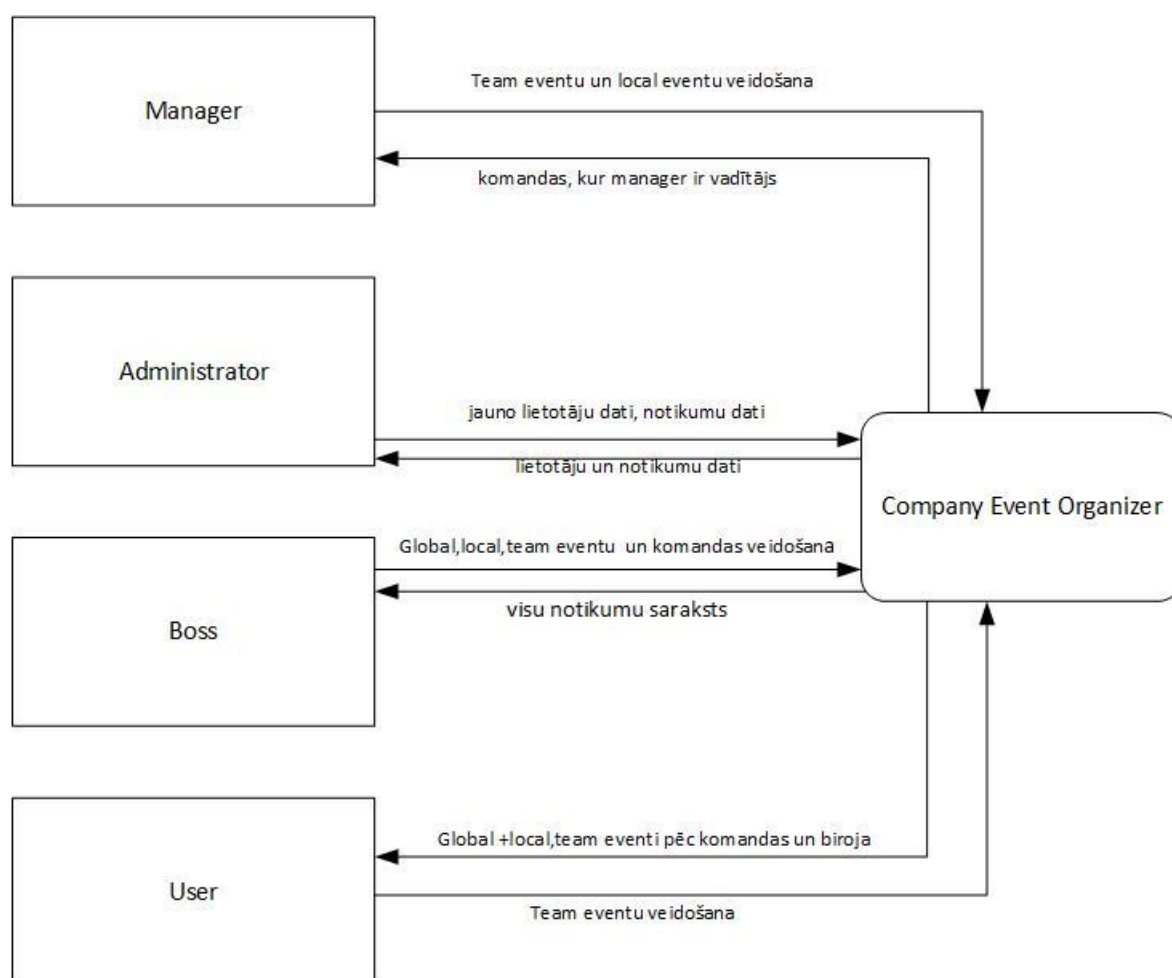 Team eventu un local eventu veidošana
Manager
komandas, kur manager ir vadītājs
Administrator
jauno lietotāju dati, notikumu dati
lietotāju un notikumu dati
Company Event Organizer
Global,local,team eventu un komandas veidošana
visu notikumu saraksts
Boss
Global +local,team eventi pēc komandas un biroja
User
Team eventu veidošana